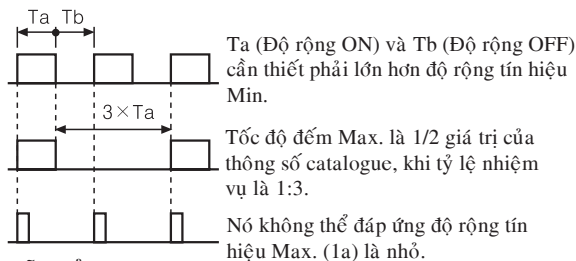 Ta Tb
Ta (Độ rộng ON) và Tb (Độ rộng OFF)
cần thiết phải lớn hơn độ rộng tín hiệu
Min.
3×Ta
Tốc độ đếm Max. là 1/2 giá trị của
thông số catalogue, khi tỷ lệ nhiệm
vụ là 1:3.
Nó không thể đáp ứng độ rộng tín
hiệu Max. (1a) là nhỏ.